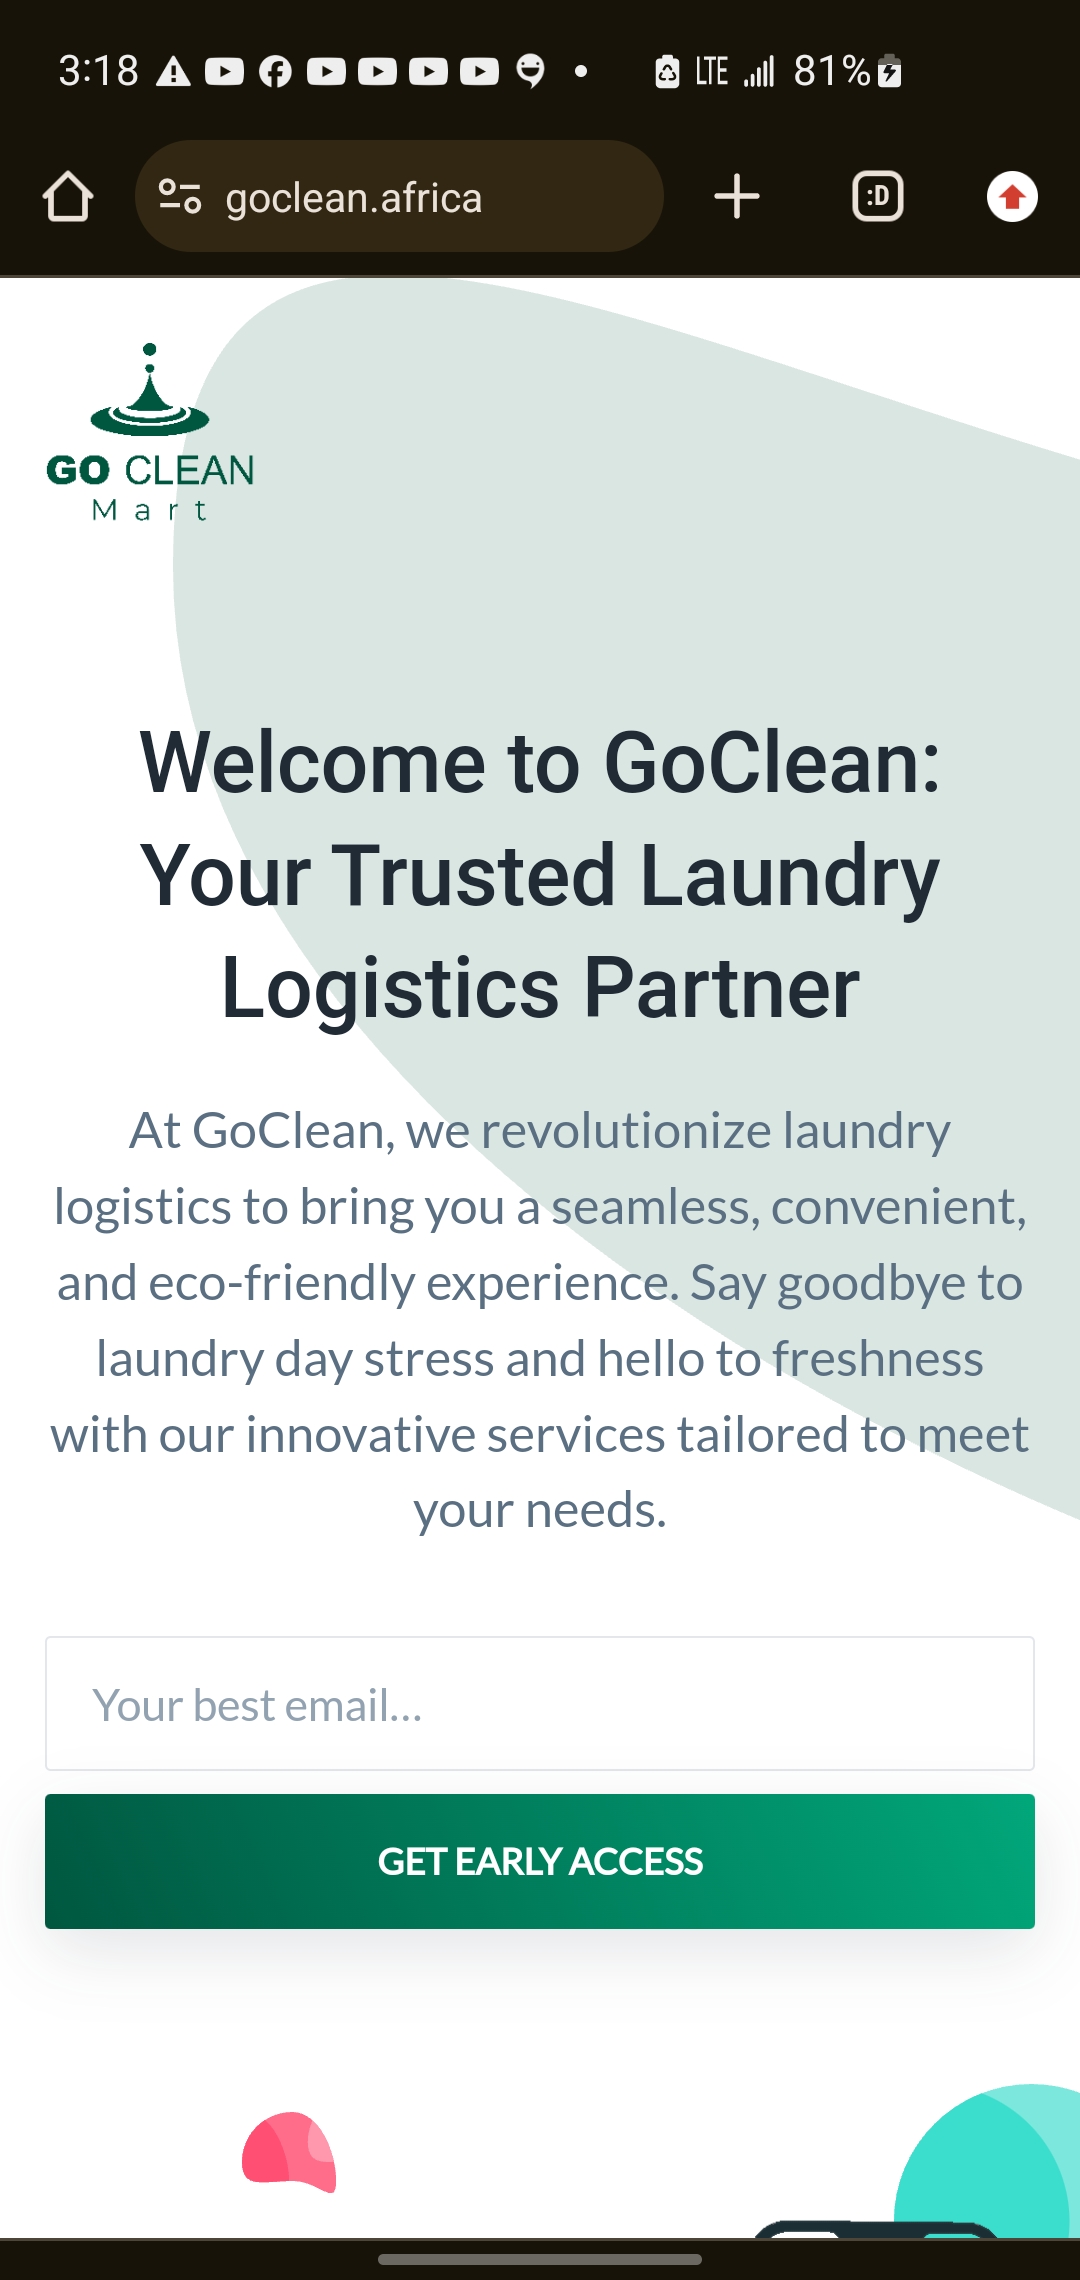 3:18 LTE 81%
goclean.africa :D
GO CLEAN
Mart
Welcome to GoClean:
Your Trusted Laundry
Logistics Partner
At GoClean, we revolutionize laundry
logistics to bring you a seamless, convenient,
and eco-friendly experience. Say goodbye to
laundry day stress and hello to freshness
with our innovative services tailored to meet
your needs.
Your best email...
GET EARLY ACCESS